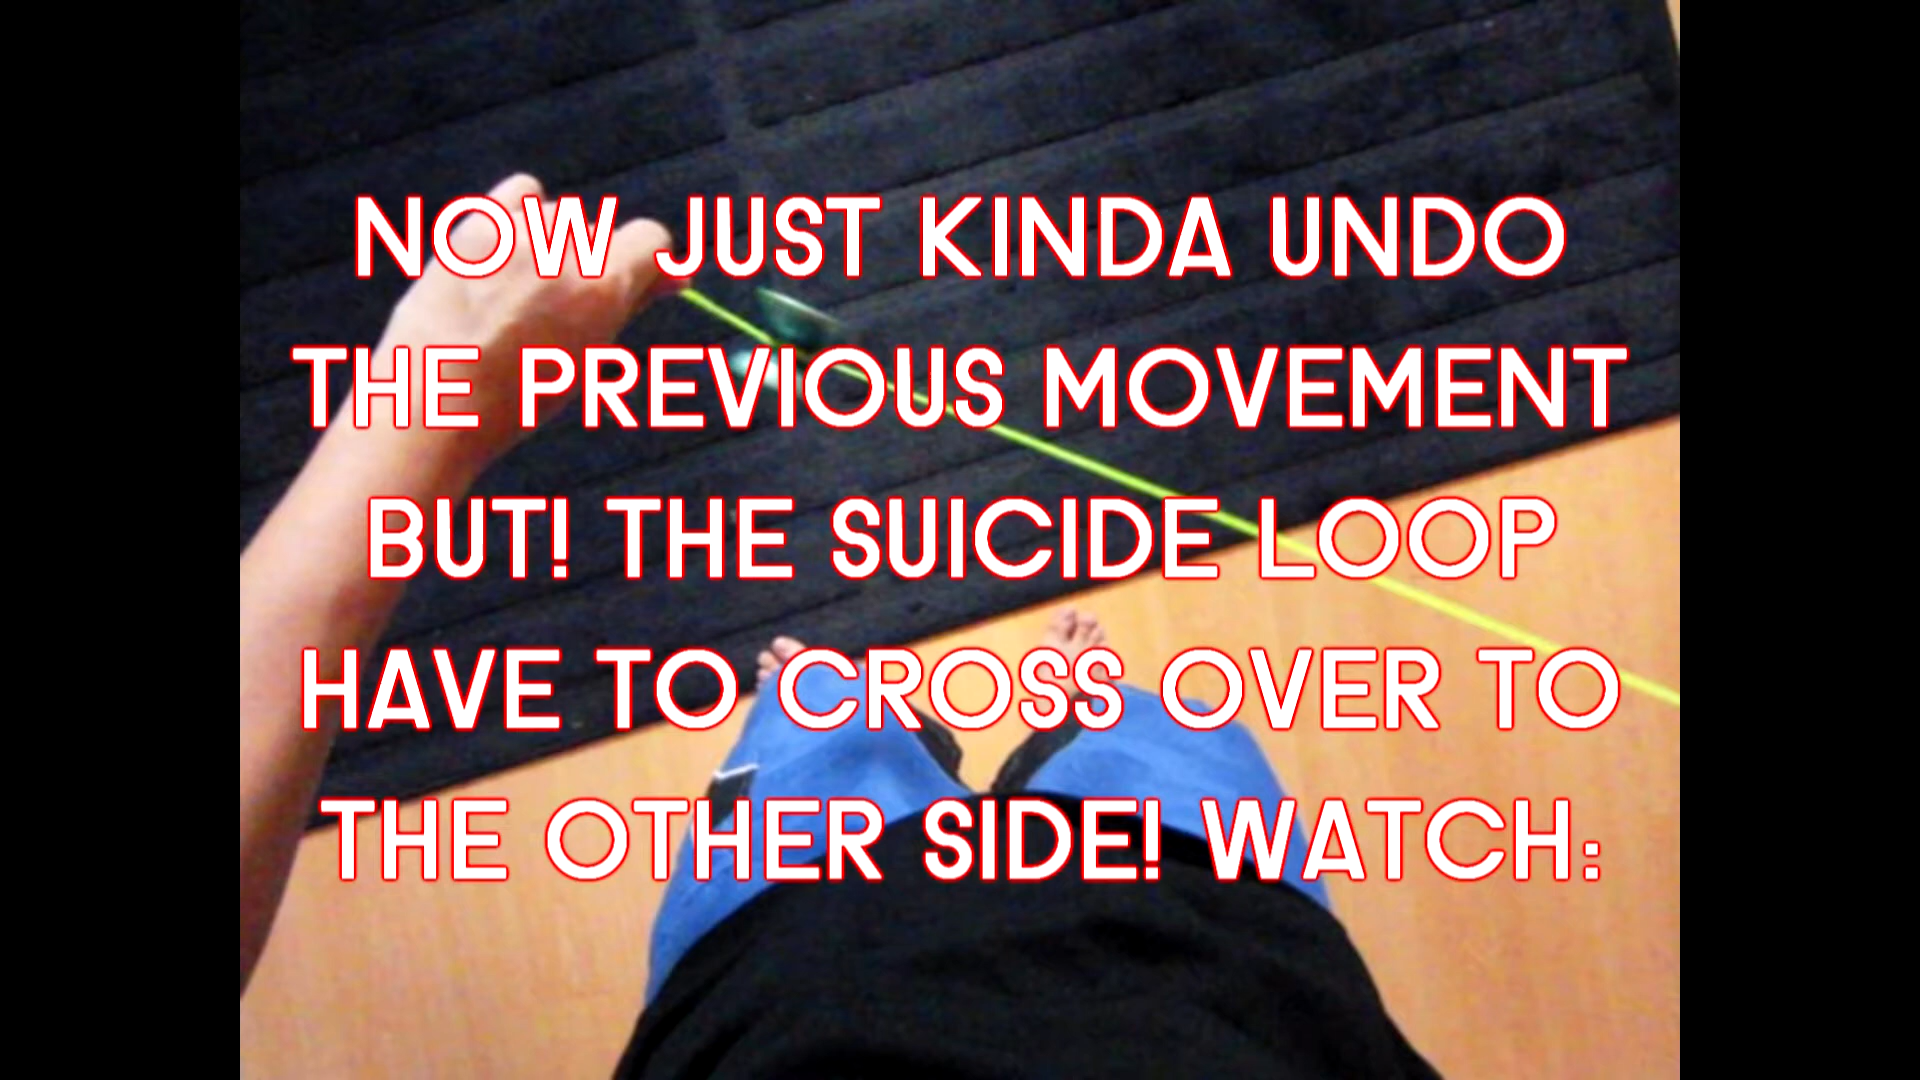 NOW JUST KINDA UNDO
THE PREVIOUS MOVEMENT
BUT! THE SUICIDE LOOP
HAVE TO CROSS OVER TO
THE OTHER SIDE! WATCH: